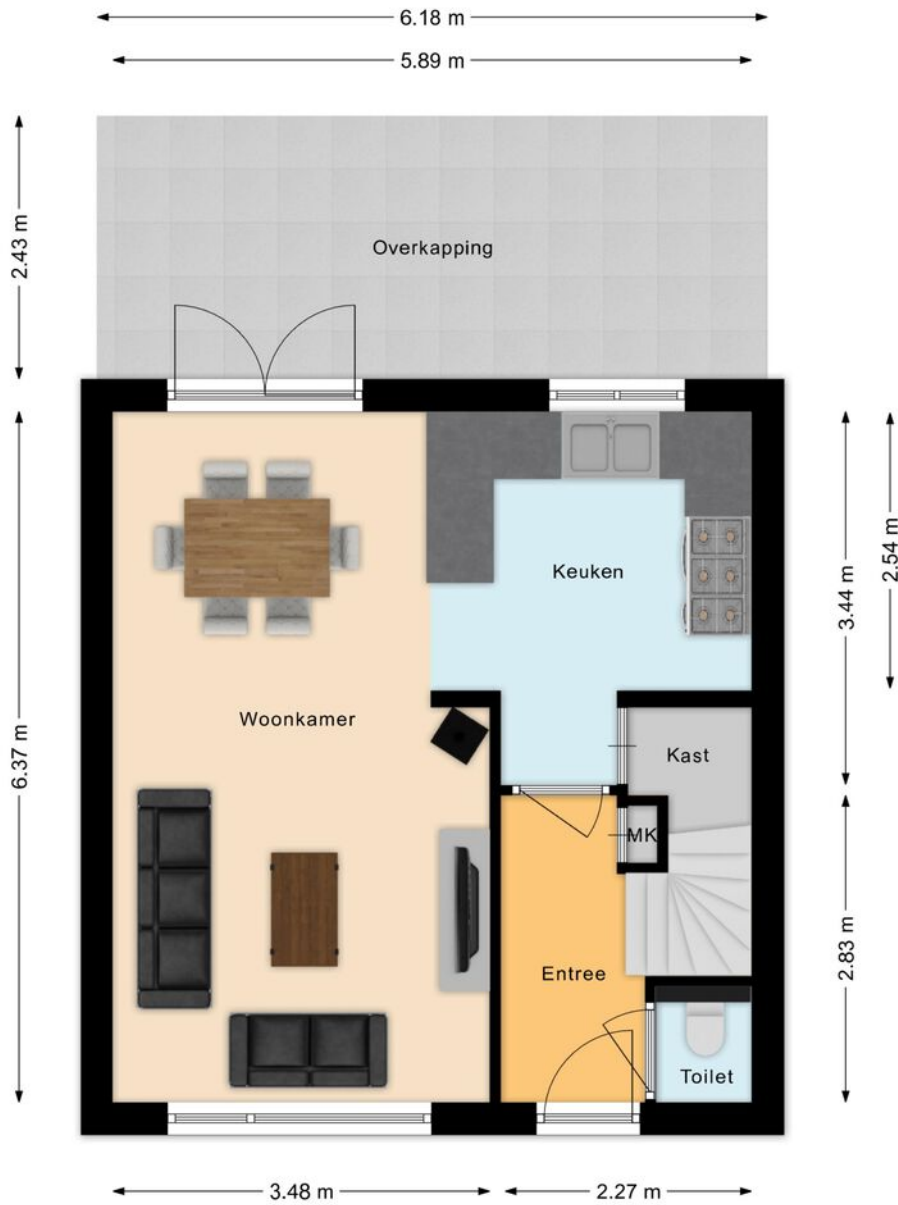 6.18 m
5.89 m
2.43 m
Overkapping
Keuken
3.44 m
2.54 m
Woonkamer
6.37 m
Kast
MK
Entree
2.83 m
Toilet
3.48 m
2.27 m